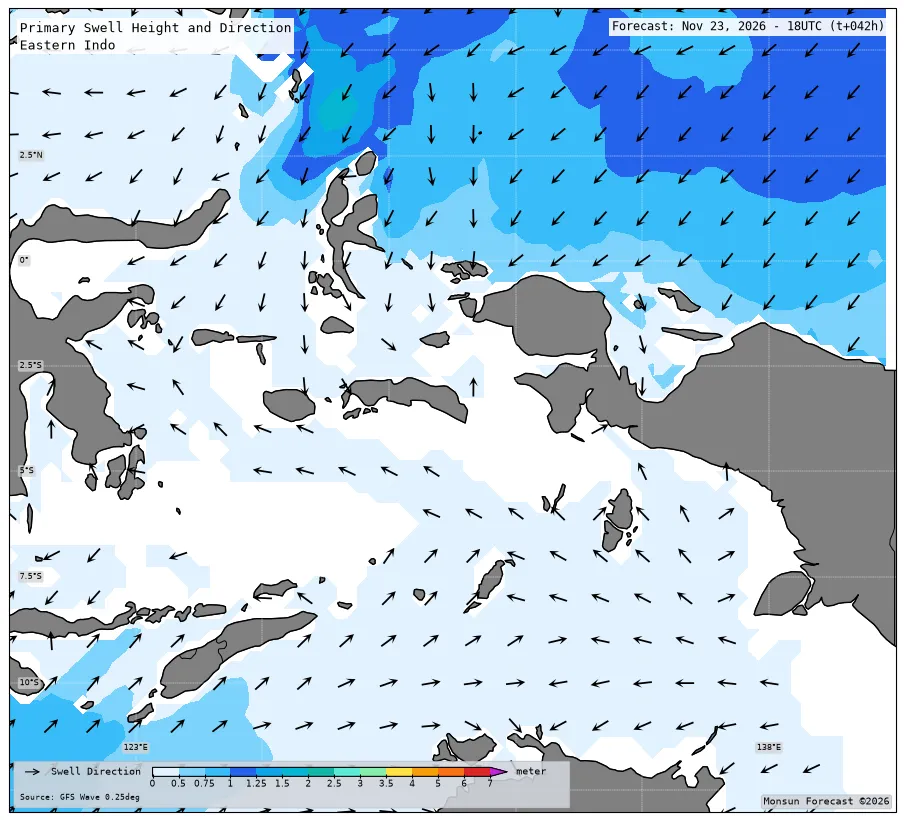 Primary Swell Height and Direction
Eastern Indo
Forecast: Nov 23, 2026 - 18UTC (t+042h)
2.5°N
0°
2.5°S
5°S
7.5°S
10°S
123°E
138°E
Swell Direction
0 0.5 0.75 1 1.25 1.5 2 2.5 3 3.5 4 5 6 7
meter
Source: GFS Wave 0.25deg
Monsun Forecast ©2026